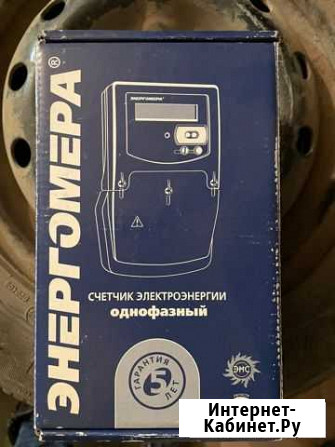 ЭНЕРГОМЕРА®
ЭНЕРГОМЕРА
СЧЕТЧИК ЭЛЕКТРОЭНЕРГИИ
однофазный
ГАРАНТИЯ
5
ЛЕТ
ЭМС
Интернет-
Кабинет.Ру